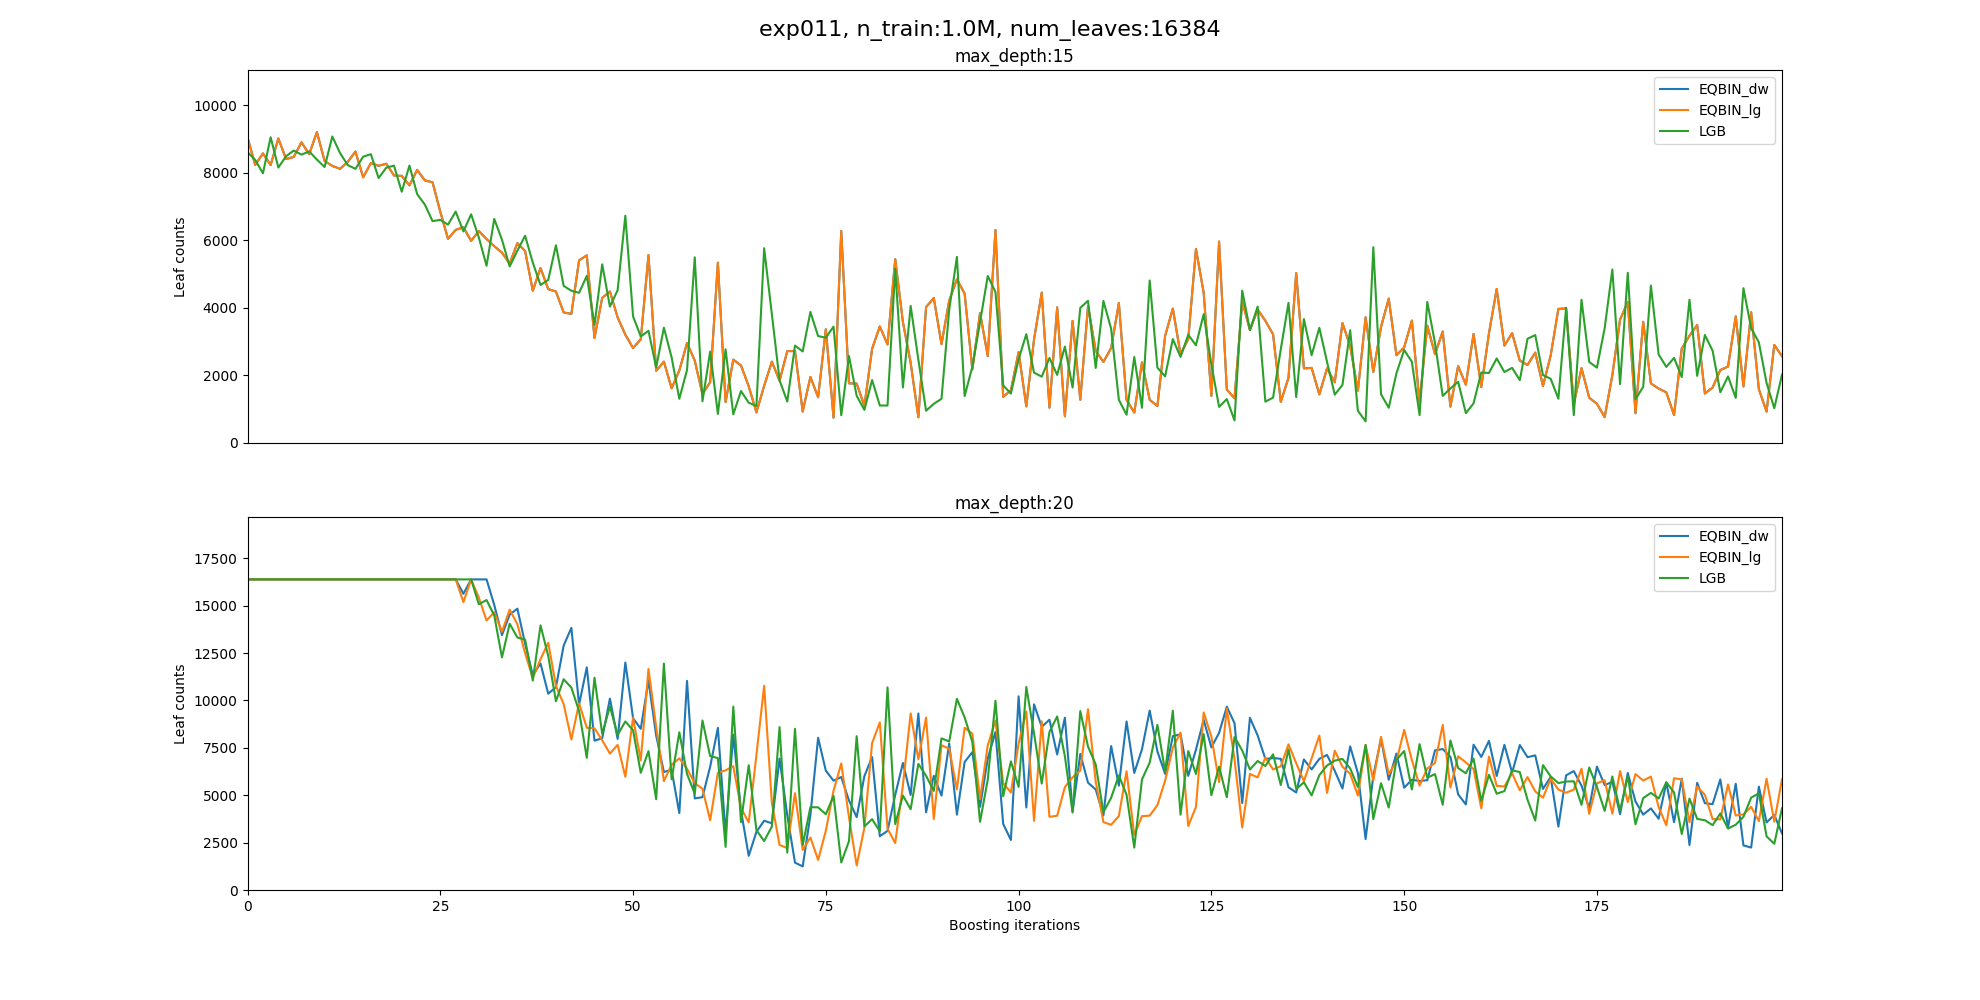 exp011, n_train:1.0M, num_leaves:16384
max_depth:15
EQBIN_dw
EQBIN_lg
LGB
Leaf counts
10000
8000
6000
4000
2000
0
max_depth:20
EQBIN_dw
EQBIN_lg
LGB
Leaf counts
17500
15000
12500
10000
7500
5000
2500
0
0 25 50 75 100 125 150 175
Boosting iterations